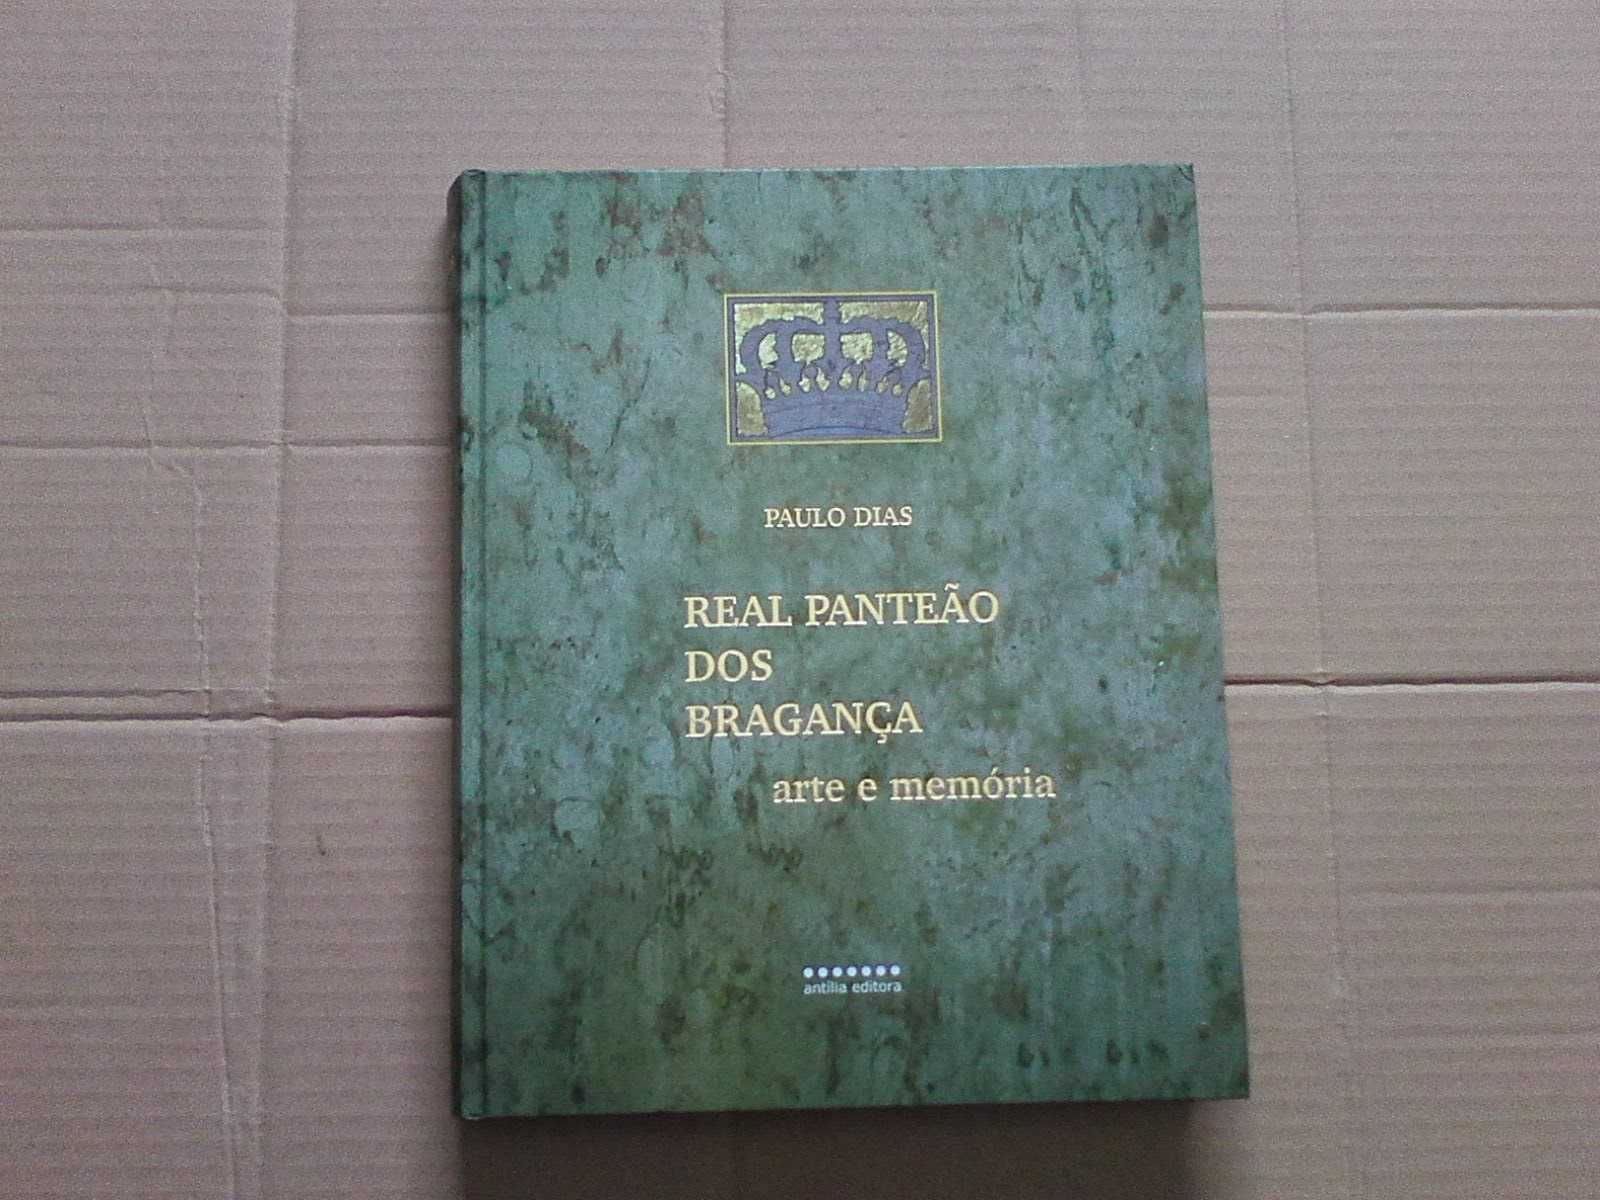 PAULO DIAS
REAL PANTEÃO
DOS
BRAGANÇA
arte e memória
antília editora